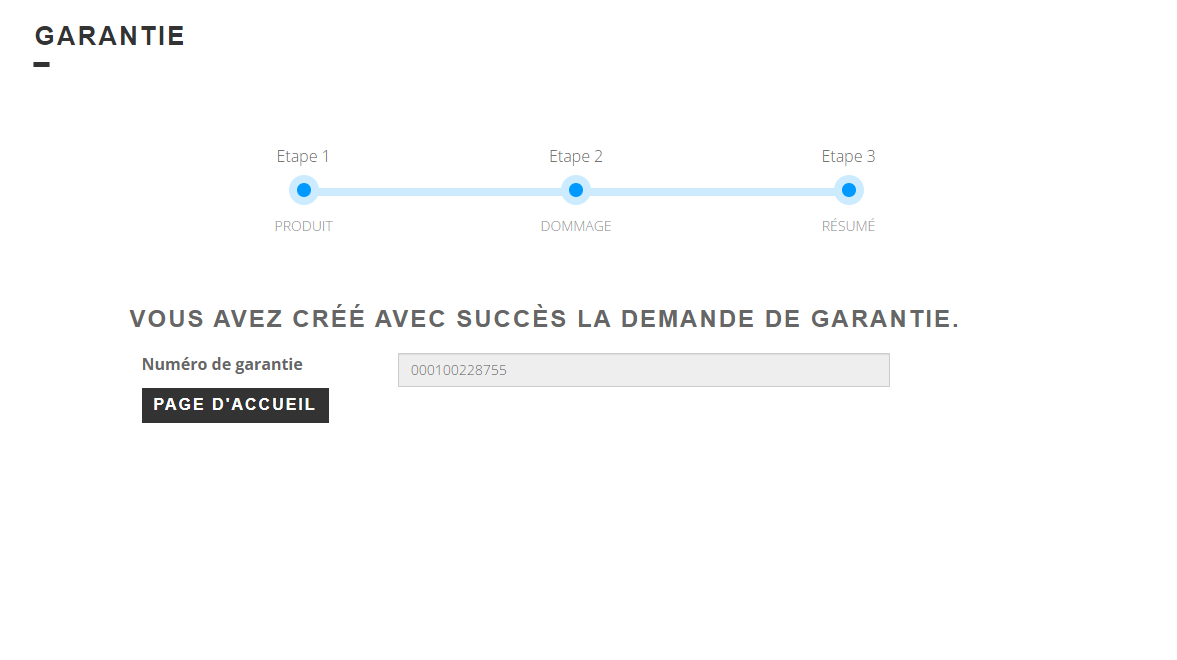 GARANTIE
Etape 1 Etape 2 Etape 3
PRODUIT DOMMAGE RÉSUMÉ
VOUS AVEZ CRÉÉ AVEC SUCCÈS LA DEMANDE DE GARANTIE.
Numéro de garantie 000100228755
PAGE D'ACCUEIL